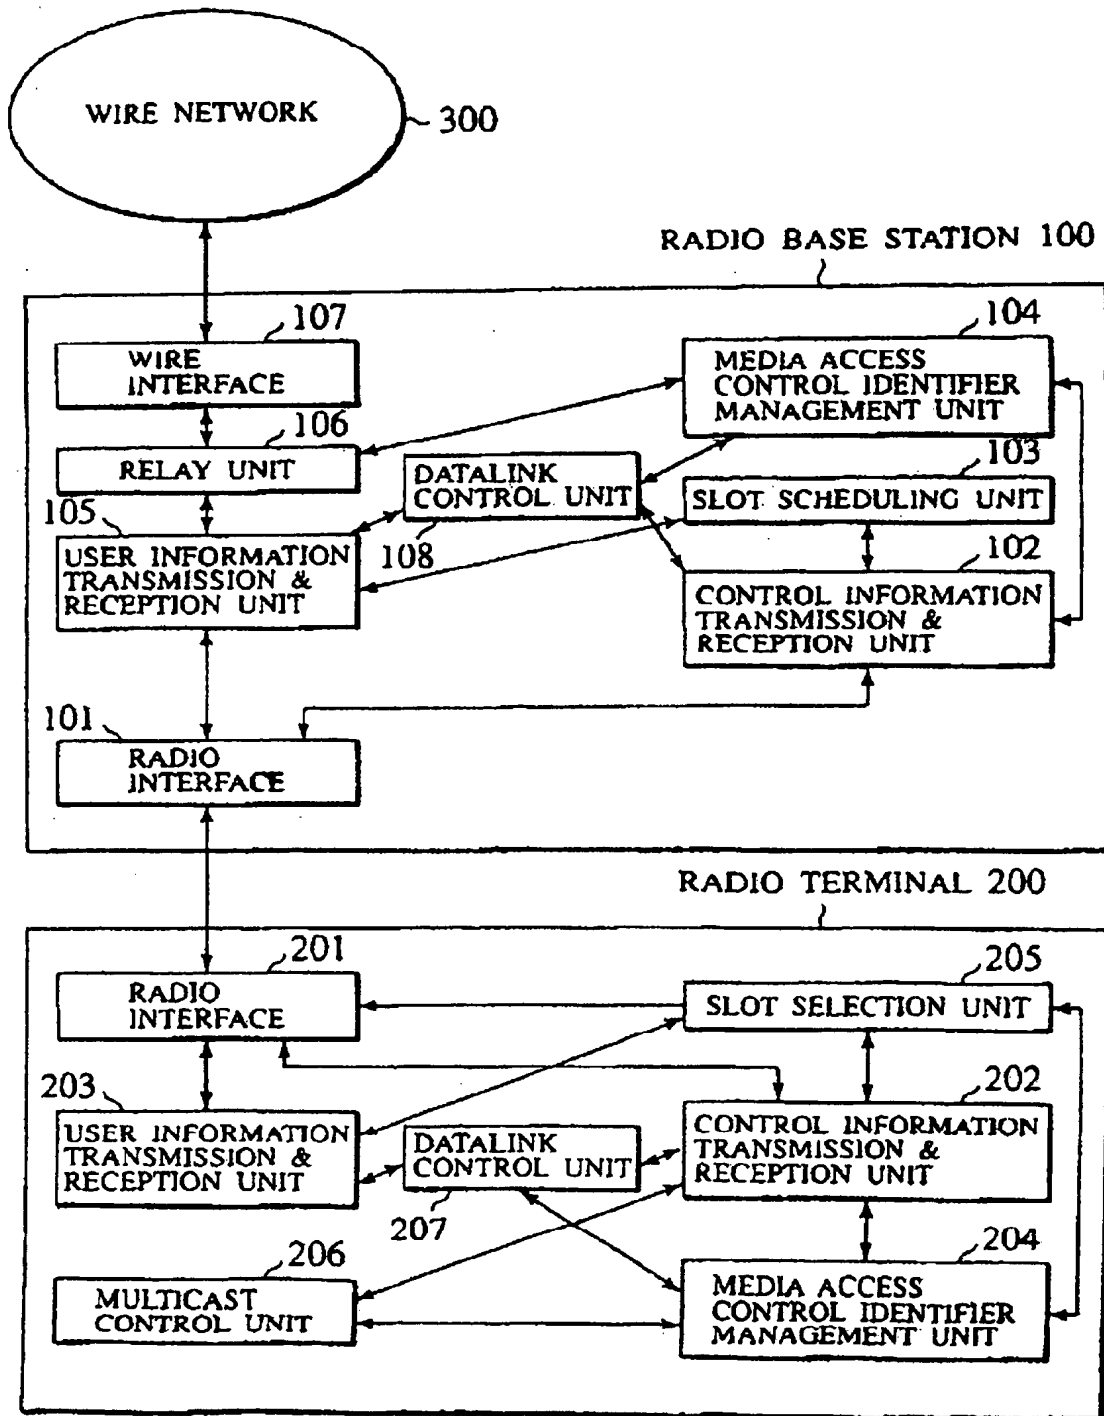 WIRE NETWORK
300
RADIO BASE STATION 100
107
WIRE
INTERFACE
104
MEDIA ACCESS
CONTROL IDENTIFIER
MANAGEMENT UNIT
106
RELAY UNIT
DATALINK
CONTROL UNIT
108
103
SLOT SCHEDULING UNIT
105
USER INFORMATION
TRANSMISSION &
RECEPTION UNIT
102
CONTROL INFORMATION
TRANSMISSION &
RECEPTION UNIT
101
RADIO
INTERFACE
RADIO TERMINAL 200
201
RADIO
INTERFACE
205
SLOT SELECTION UNIT
203
USER INFORMATION
TRANSMISSION &
RECEPTION UNIT
DATALINK
CONTROL UNIT
207
202
CONTROL INFORMATION
TRANSMISSION &
RECEPTION UNIT
206
MULTICAST
CONTROL UNIT
204
MEDIA ACCESS
CONTROL IDENTIFIER
MANAGEMENT UNIT